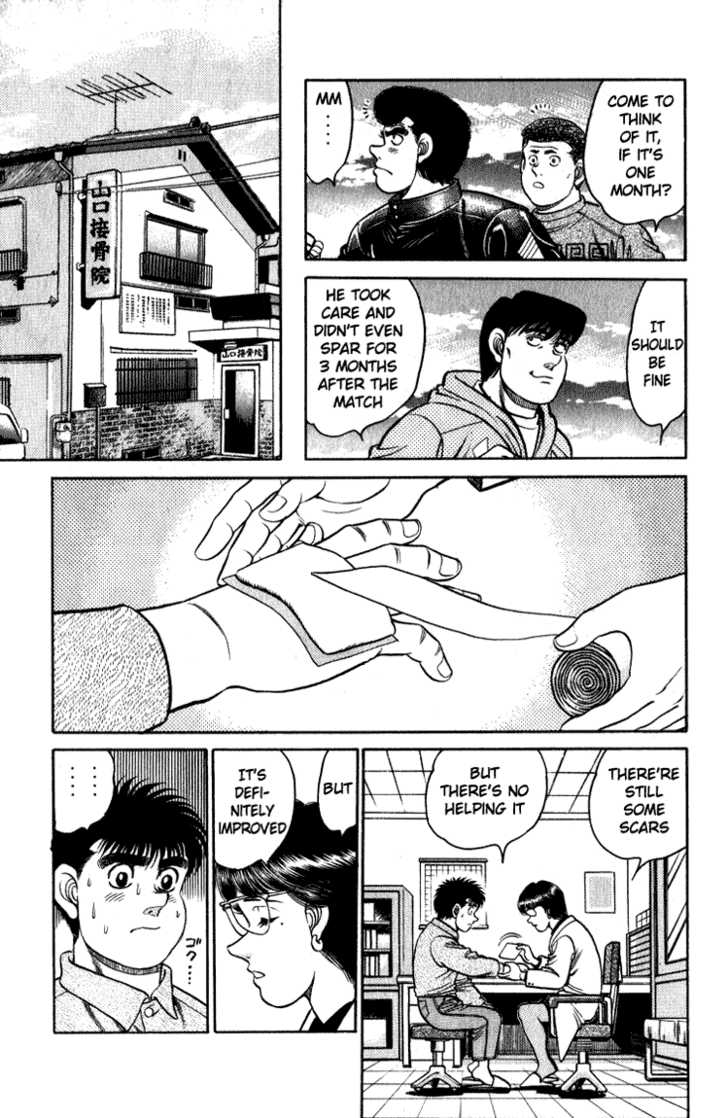 COME TO
THINK
OF IT,
IF IT'S
ONE
MONTH?
MM
....
山口接骨院
山口接骨院
IT
SHOULD
BE
FINE
HE TOOK
CARE AND
DIDN'T EVEN
SPAR FOR
3 MONTHS
AFTER THE
MATCH
THERE'RE
STILL
SOME
SCARS
BUT
THERE'S NO
HELPING IT
BUT
IT'S
DEFI-
NITELY
IMPROVED
....
ゴク…